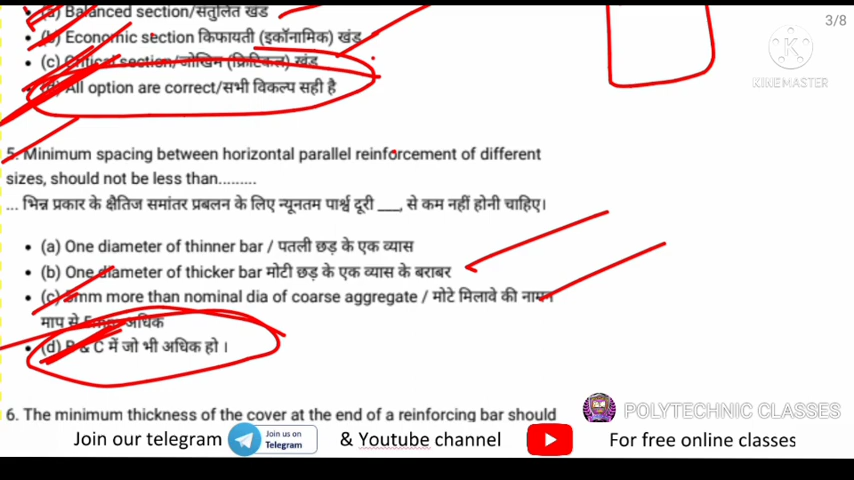 3/8
KINEMASTER
(a) Balanced section/संतुलित खंड
(b) Economic section किफायती (इकॉनामिक) खंड
(c) Critical section/जोखिम (क्रिटिकल) खंड
(d) All option are correct/सभी विकल्प सही है
5. Minimum spacing between horizontal parallel reinforcement of different
sizes, should not be less than.........
... भिन्न प्रकार के क्षैतिज समांतर प्रबलन के लिए न्यूनतम पार्श्व दूरी ___, से कम नहीं होनी चाहिए।
(a) One diameter of thinner bar / पतली छड़ के एक व्यास
(b) One diameter of thicker bar मोटी छड़ के एक व्यास के बराबर
(c) 5mm more than nominal dia of coarse aggregate / मोटे मिलावे की नामन
माप से अधिक
(d) B & C में जो भी अधिक हो ।
6. The minimum thickness of the cover at the end of a reinforcing bar should
POLYTECHNIC CLASSES
Join our telegram Join us on Telegram & Youtube channel For free online classes